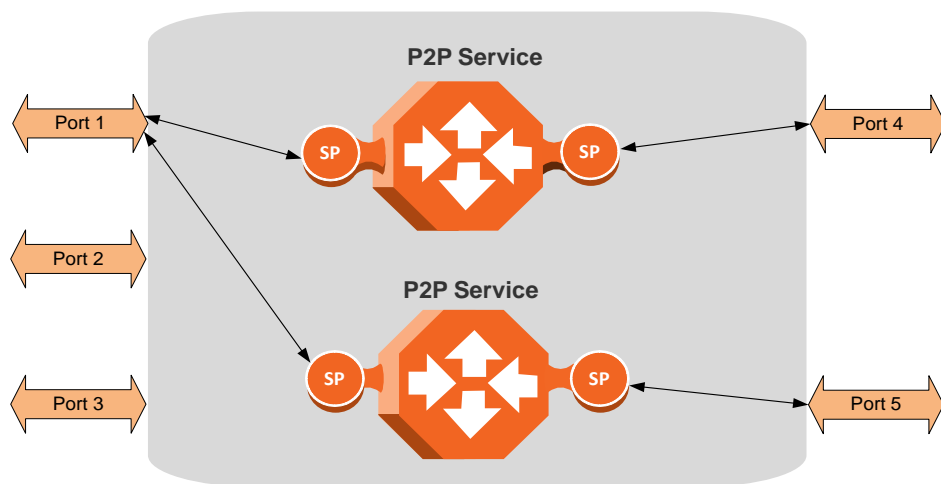 P2P Service
Port 1
SP
SP
Port 4
Port 2
P2P Service
SP
SP
Port 3
Port 5